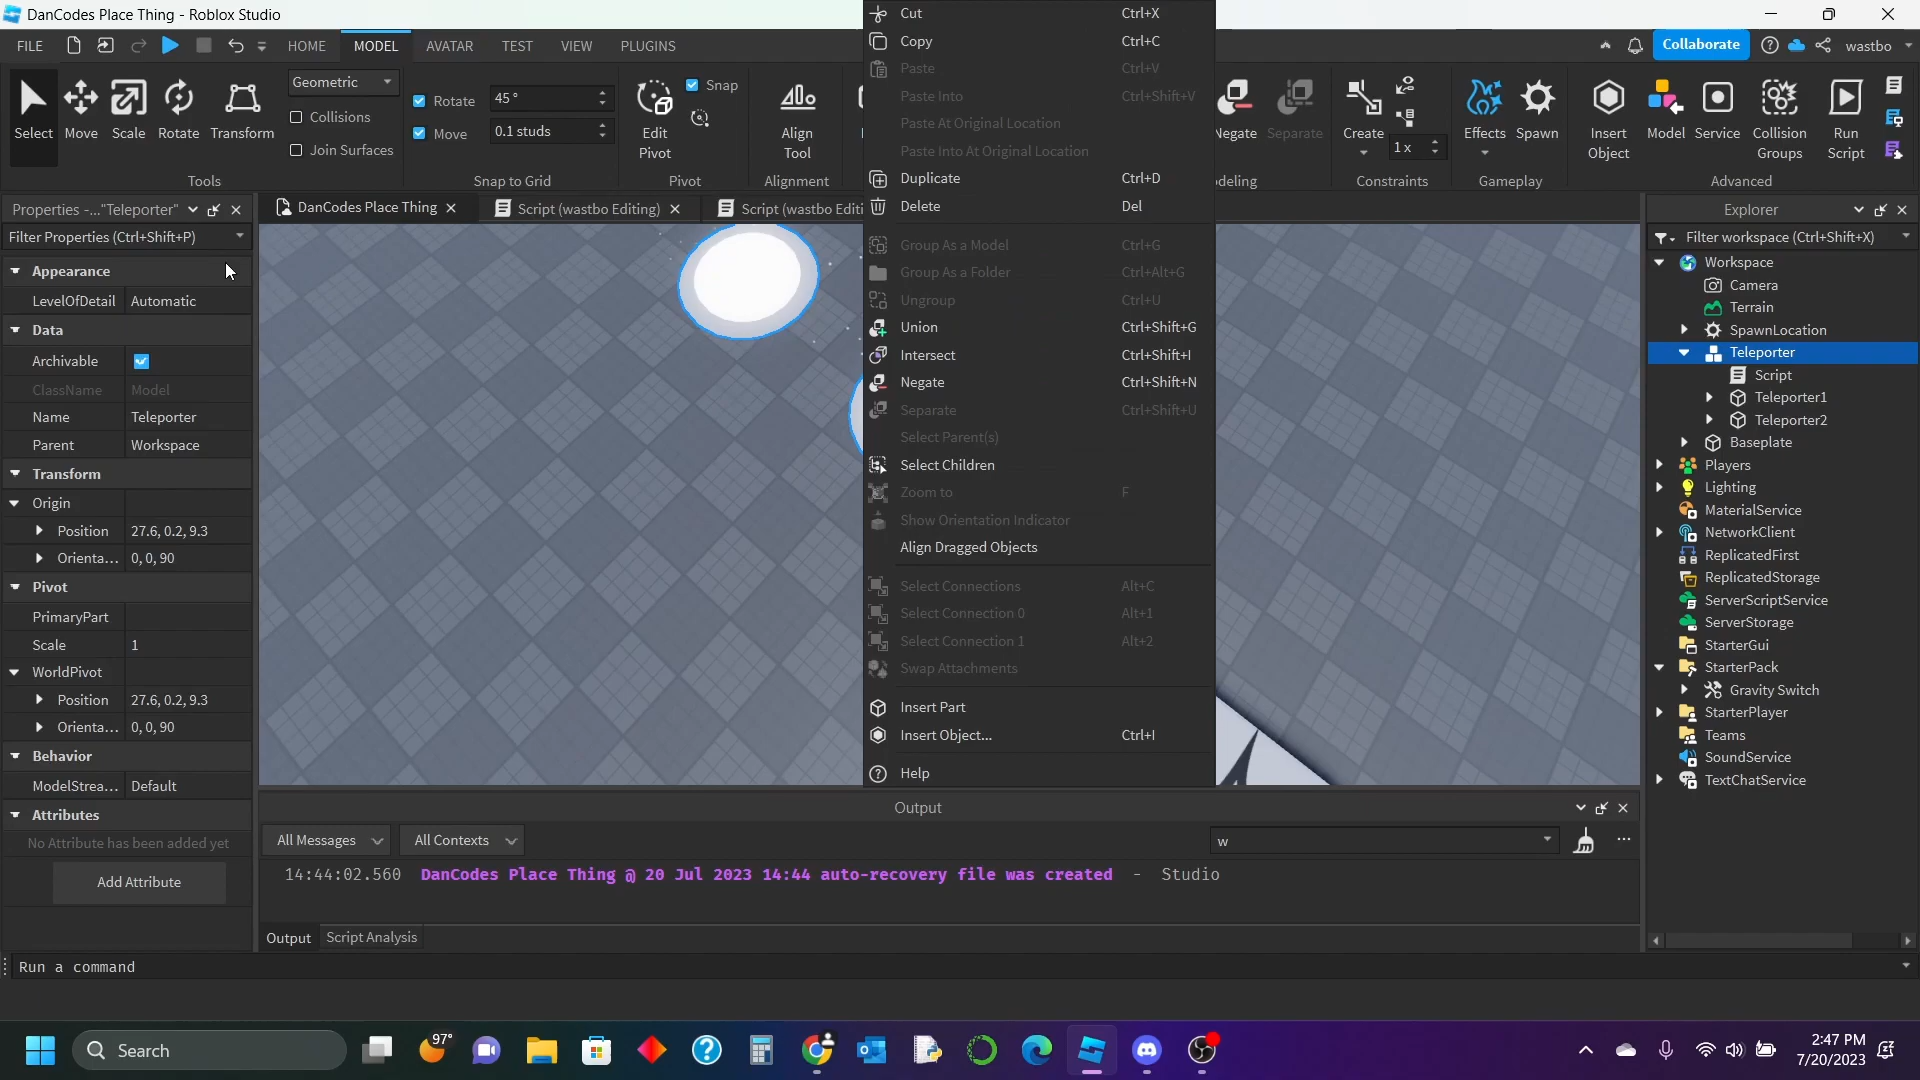 DanCodes Place Thing - Roblox Studio
FILE
HOME
MODEL
AVATAR
TEST
VIEW
PLUGINS
Collaborate
wastbo
Select
Move
Scale
Rotate
Transform
Geometric
Collisions
Join Surfaces
Tools
Rotate
45 °
Move
0.1 studs
Snap to Grid
Edit
Pivot
Snap
Pivot
Align
Tool
Alignment
Negate
Separate
Create
1 x
Constraints
Effects
Spawn
Gameplay
Insert
Object
Model
Service
Collision
Groups
Run
Script
Advanced
Properties -..."Teleporter"
Filter Properties (Ctrl+Shift+P)
Appearance
LevelOfDetail Automatic
Data
Archivable
ClassName Model
Name Teleporter
Parent Workspace
Transform
Origin
Position 27.6, 0.2, 9.3
Orienta... 0, 0, 90
Pivot
PrimaryPart
Scale 1
WorldPivot
Position 27.6, 0.2, 9.3
Orienta... 0, 0, 90
Behavior
ModelStrea... Default
Attributes
No Attribute has been added yet
Add Attribute
DanCodes Place Thing
Script (wastbo Editing)
Script (wastbo Editi
Cut Ctrl+X
Copy Ctrl+C
Paste Ctrl+V
Paste Into Ctrl+Shift+V
Paste At Original Location
Paste Into At Original Location
Duplicate Ctrl+D
Delete Del
Group As a Model Ctrl+G
Group As a Folder Ctrl+Alt+G
Ungroup Ctrl+U
Union Ctrl+Shift+G
Intersect Ctrl+Shift+I
Negate Ctrl+Shift+N
Separate Ctrl+Shift+U
Select Parent(s)
Select Children
Zoom to F
Show Orientation Indicator
Align Dragged Objects
Select Connections Alt+C
Select Connection 0 Alt+1
Select Connection 1 Alt+2
Swap Attachments
Insert Part
Insert Object... Ctrl+I
Help
Explorer
Filter workspace (Ctrl+Shift+X)
Workspace
Camera
Terrain
SpawnLocation
Teleporter
Script
Teleporter1
Teleporter2
Baseplate
Players
Lighting
MaterialService
NetworkClient
ReplicatedFirst
ReplicatedStorage
ServerScriptService
ServerStorage
StarterGui
StarterPack
Gravity Switch
StarterPlayer
Teams
SoundService
TextChatService
Output
All Messages
All Contexts
w
14:44:02.560 DanCodes Place Thing @ 20 Jul 2023 14:44 auto-recovery file was created - Studio
Output
Script Analysis
Run a command
Search
97°
2:47 PM
7/20/2023